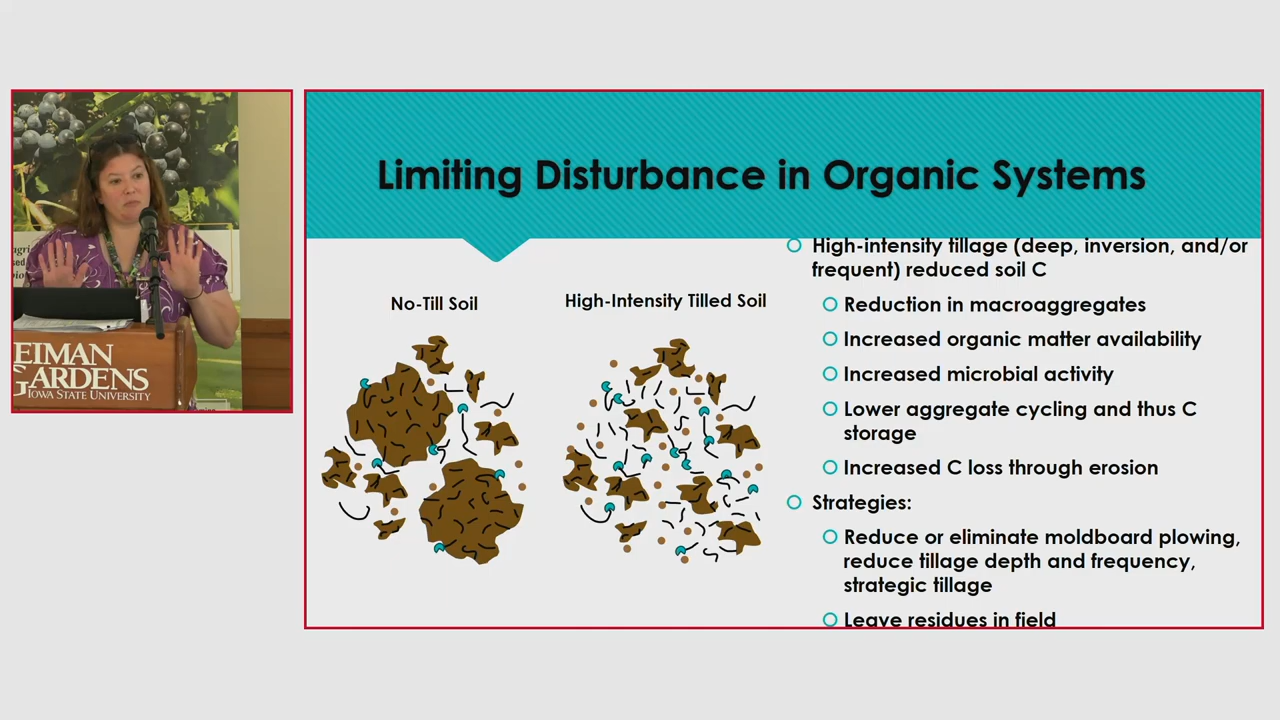 Limiting Disturbance in Organic Systems
No-Till Soil
High-Intensity Tilled Soil
High-intensity tillage (deep, inversion, and/or
frequent) reduced soil C
Reduction in macroaggregates
Increased organic matter availability
Increased microbial activity
Lower aggregate cycling and thus C
storage
Increased C loss through erosion
Strategies:
Reduce or eliminate moldboard plowing,
reduce tillage depth and frequency,
strategic tillage
Leave residues in field
EIMAN
GARDENS
IOWA STATE UNIVERSITY